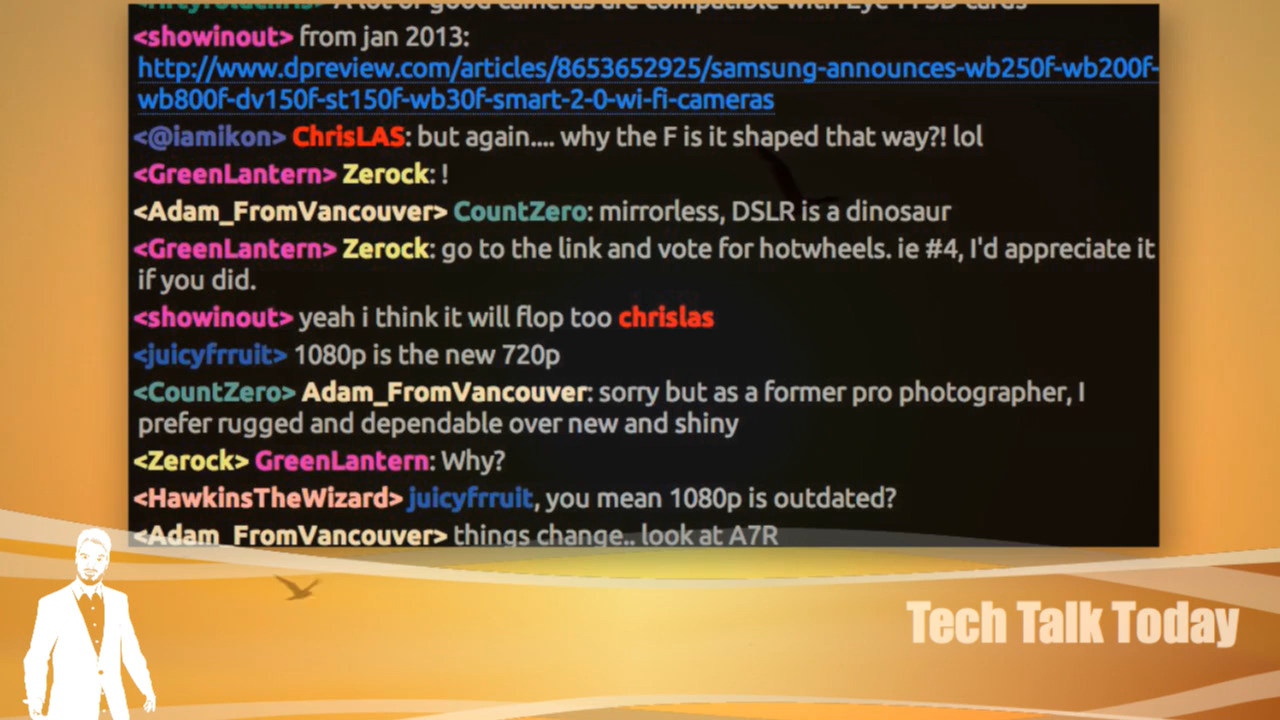 <showinout> from jan 2013:
http://www.dpreview.com/articles/8653652925/samsung-announces-wb250f-wb200f-
wb800f-dv150f-st150f-wb30f-smart-2-0-wi-fi-cameras
<@iamikon> ChrisLAS: but again.... why the F is it shaped that way?! lol
<GreenLantern> Zerock: !
<Adam_FromVancouver> CountZero: mirrorless, DSLR is a dinosaur
<GreenLantern> Zerock: go to the link and vote for hotwheels. ie #4, I'd appreciate it
if you did.
<showinout> yeah i think it will flop too chrislas
<juicyfrruit> 1080p is the new 720p
<CountZero> Adam_FromVancouver: sorry but as a former pro photographer, I
prefer rugged and dependable over new and shiny
<Zerock> GreenLantern: Why?
<HawkinsTheWizard> juicyfrruit, you mean 1080p is outdated?
<Adam_FromVancouver> things change.. look at A7R
Tech Talk Today